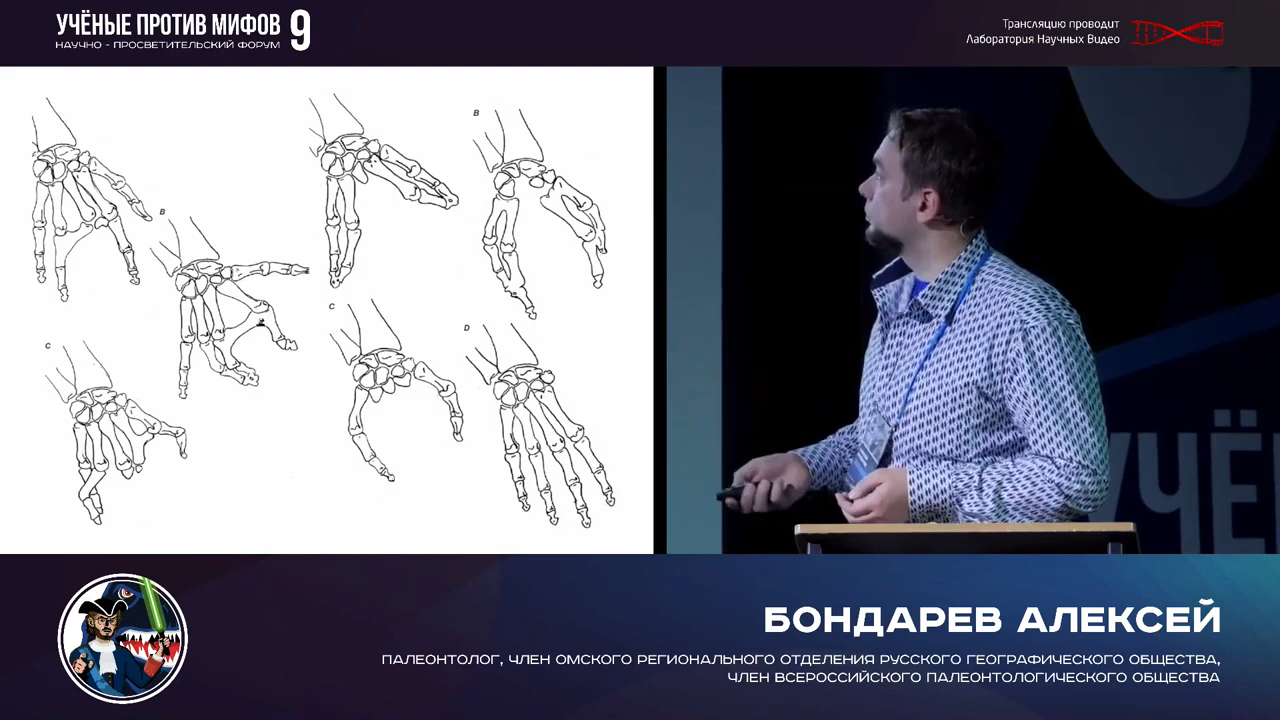 УЧЁНЫЕ ПРОТИВ МИФОВ 9
НАУЧНО - ПРОСВЕТИТЕЛЬСКИЙ ФОРУМ
Трансляцию проводит
Лаборатория Научных Видео
B
B
C
C
D
УЧЁ
БОНДАРЕВ АЛЕКСЕЙ
ПАЛЕОНТОЛОГ, ЧЛЕН ОМСКОГО РЕГИОНАЛЬНОГО ОТДЕЛЕНИЯ РУССКОГО ГЕОГРАФИЧЕСКОГО ОБЩЕСТВА,
ЧЛЕН ВСЕРОССИЙСКОГО ПАЛЕОНТОЛОГИЧЕСКОГО ОБЩЕСТВА